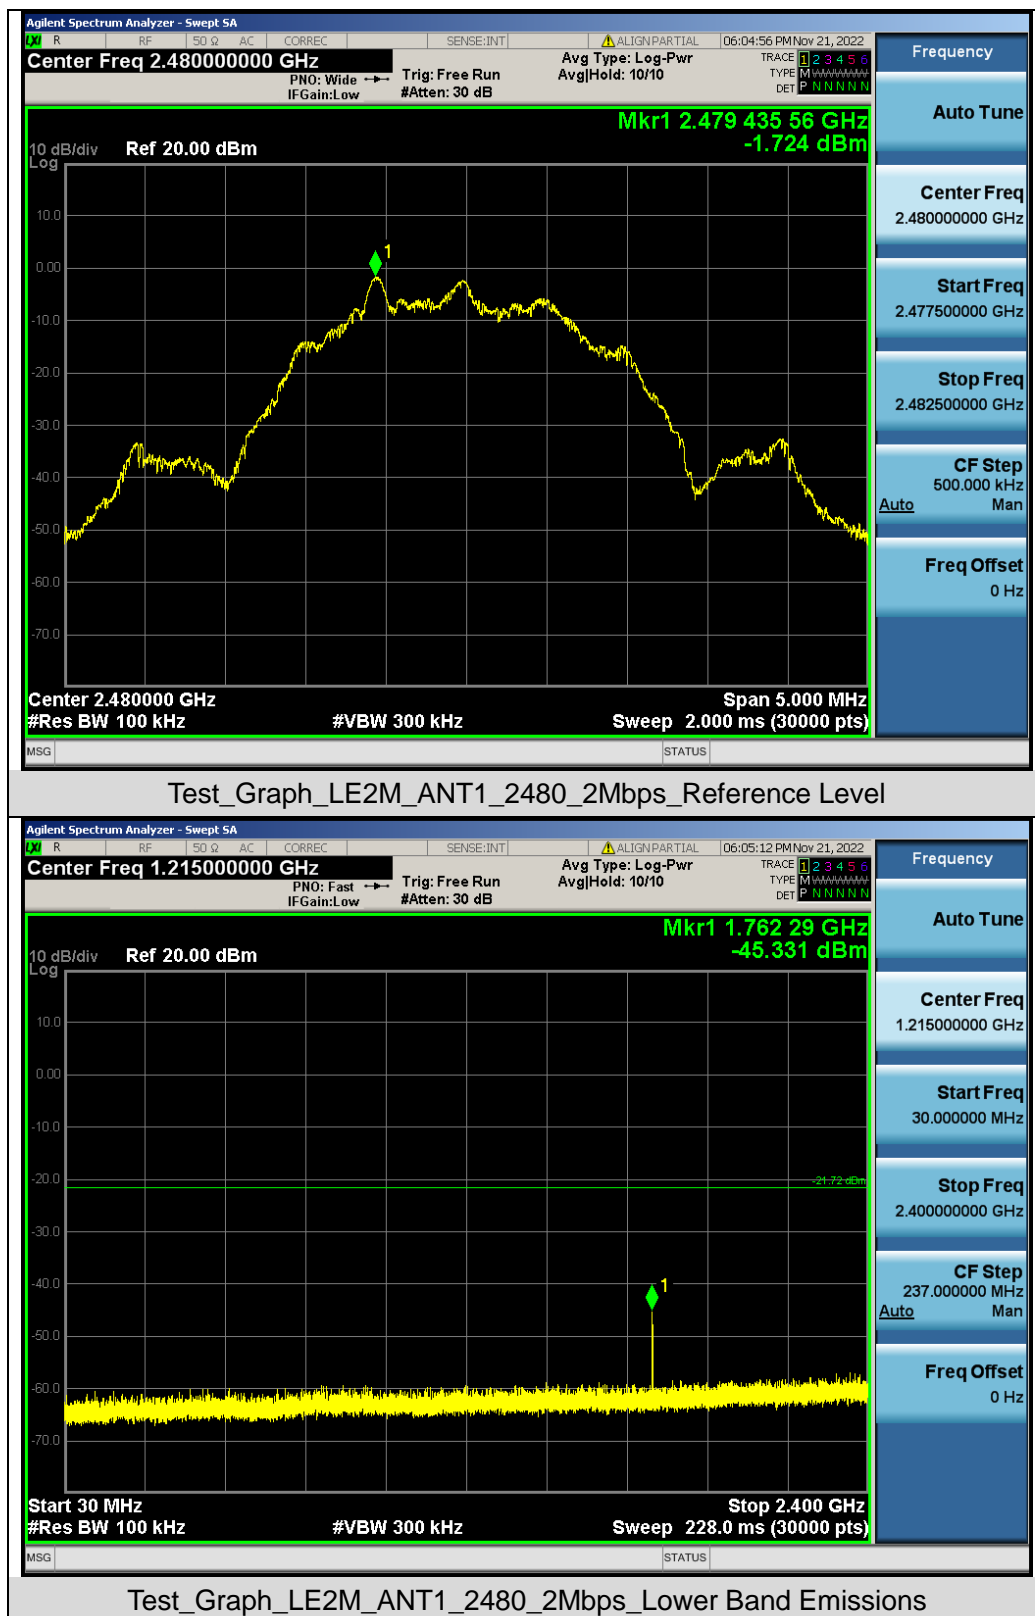 Agilent Spectrum Analyzer - Swept SA
LXI R RF 50 Ω AC CORREC SENSE:INT ALIGN PARTIAL 06:04:56 PM Nov 21, 2022
Center Freq 2.480000000 GHz
PNO: Wide
IFGain:Low
Trig: Free Run
#Atten: 30 dB
Avg Type: Log-Pwr
Avg|Hold: 10/10
TRACE 1 2 3 4 5 6
TYPE M W W W W W
DET P N N N N N
Mkr1 2.479 435 56 GHz
-1.724 dBm
10 dB/div Ref 20.00 dBm
Log
10.0
0.00
-10.0
-20.0
-30.0
-40.0
-50.0
-60.0
-70.0
1
Center 2.480000 GHz Span 5.000 MHz
#Res BW 100 kHz #VBW 300 kHz Sweep 2.000 ms (30000 pts)
MSG STATUS
Frequency
Auto Tune
Center Freq
2.480000000 GHz
Start Freq
2.477500000 GHz
Stop Freq
2.482500000 GHz
CF Step
500.000 kHz
Auto Man
Freq Offset
0 Hz
Test_Graph_LE2M_ANT1_2480_2Mbps_Reference Level
Agilent Spectrum Analyzer - Swept SA
LXI R RF 50 Ω AC CORREC SENSE:INT ALIGN PARTIAL 06:05:12 PM Nov 21, 2022
Center Freq 1.215000000 GHz
PNO: Fast
IFGain:Low
Trig: Free Run
#Atten: 30 dB
Avg Type: Log-Pwr
Avg|Hold: 10/10
TRACE 1 2 3 4 5 6
TYPE M W W W W W
DET P N N N N N
Mkr1 1.762 29 GHz
-45.331 dBm
10 dB/div Ref 20.00 dBm
Log
10.0
0.00
-10.0
-20.0
-30.0
-40.0
-50.0
-60.0
-70.0
-21.72 dBm
1
Start 30 MHz Stop 2.400 GHz
#Res BW 100 kHz #VBW 300 kHz Sweep 228.0 ms (30000 pts)
MSG STATUS
Frequency
Auto Tune
Center Freq
1.215000000 GHz
Start Freq
30.000000 MHz
Stop Freq
2.400000000 GHz
CF Step
237.000000 MHz
Auto Man
Freq Offset
0 Hz
Test_Graph_LE2M_ANT1_2480_2Mbps_Lower Band Emissions